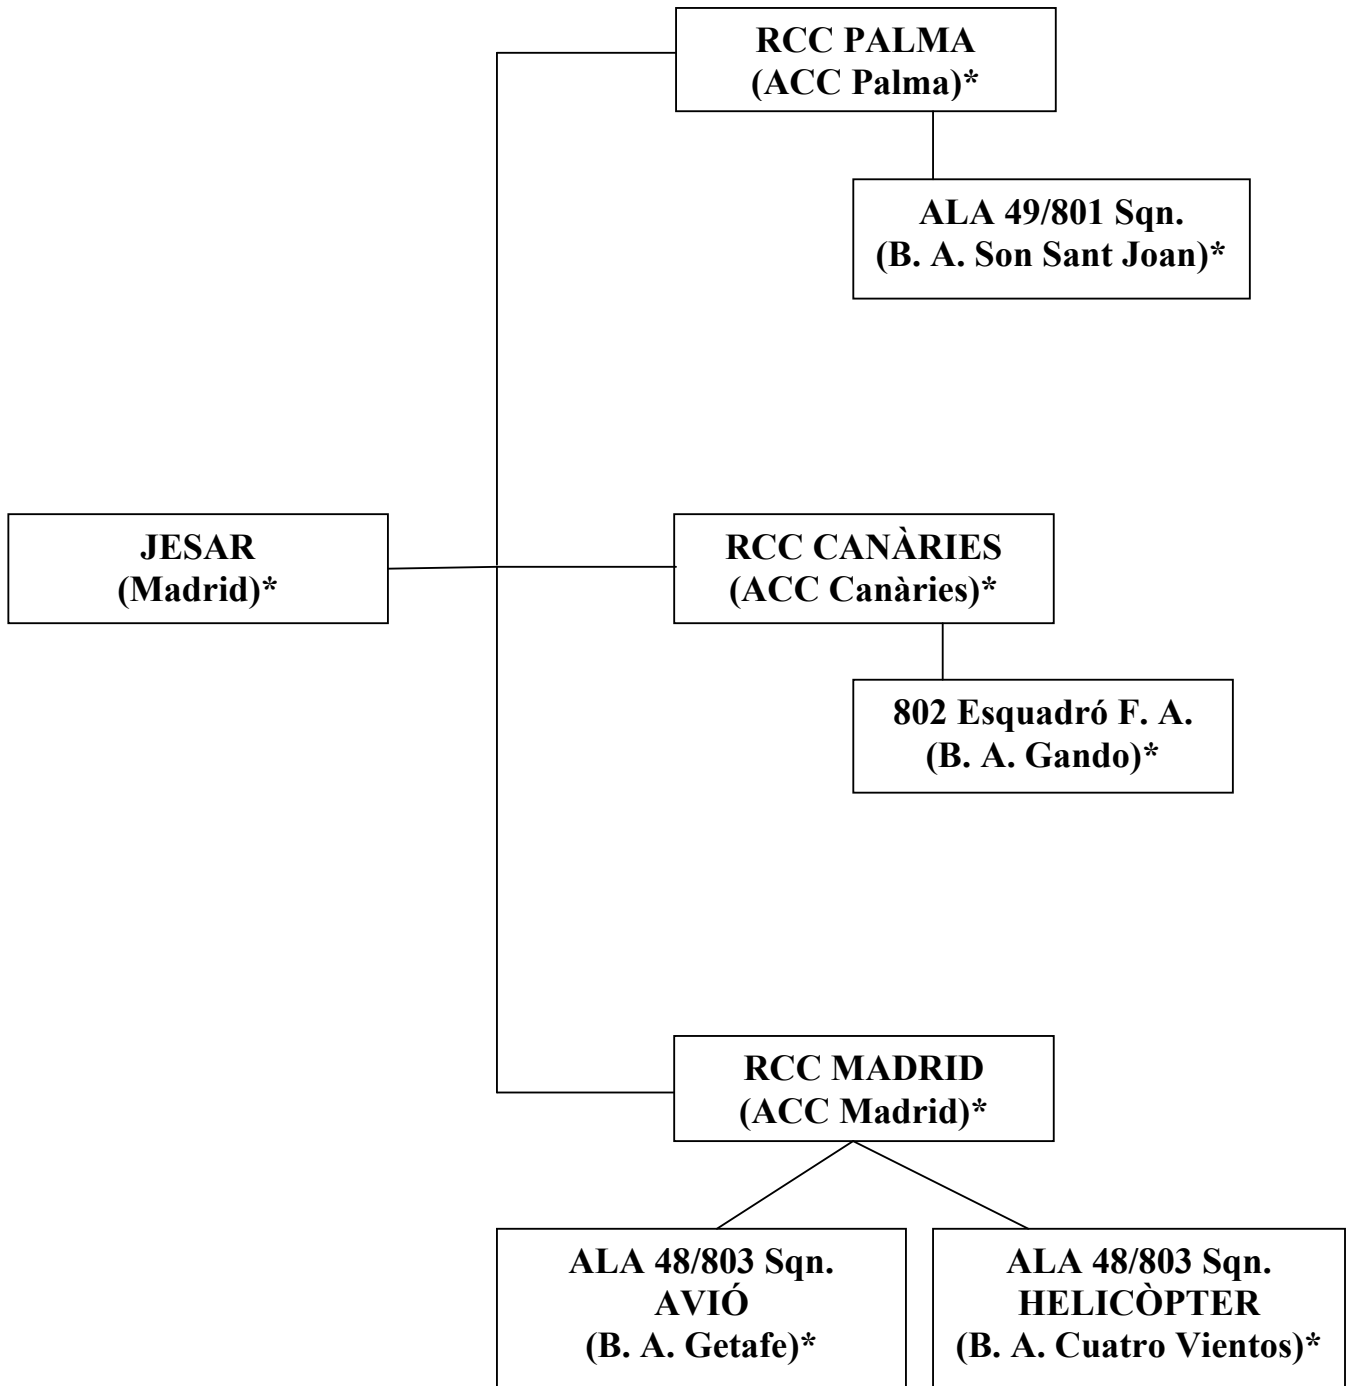 RCC PALMA
(ACC Palma)*
ALA 49/801 Sqn.
(B. A. Son Sant Joan)*
JESAR
(Madrid)*
RCC CANÀRIES
(ACC Canàries)*
802 Esquadró F. A.
(B. A. Gando)*
RCC MADRID
(ACC Madrid)*
ALA 48/803 Sqn.
AVIÓ
(B. A. Getafe)*
ALA 48/803 Sqn.
HELICÒPTER
(B. A. Cuatro Vientos)*